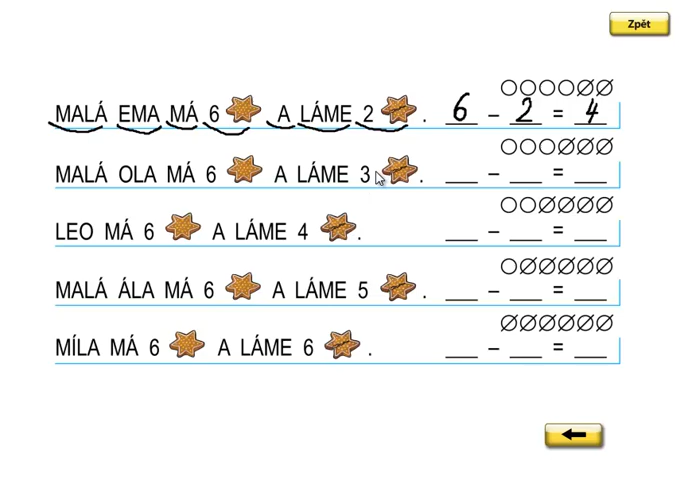 Zpět
MALÁ EMA MÁ 6 A LÁME 2 . 6 – 2 = 4
MALÁ OLA MÁ 6 A LÁME 3 . ___ – ___ = ___
LEO MÁ 6 A LÁME 4 . ___ – ___ = ___
MALÁ ÁLA MÁ 6 A LÁME 5 . ___ – ___ = ___
MÍLA MÁ 6 A LÁME 6 . ___ – ___ = ___